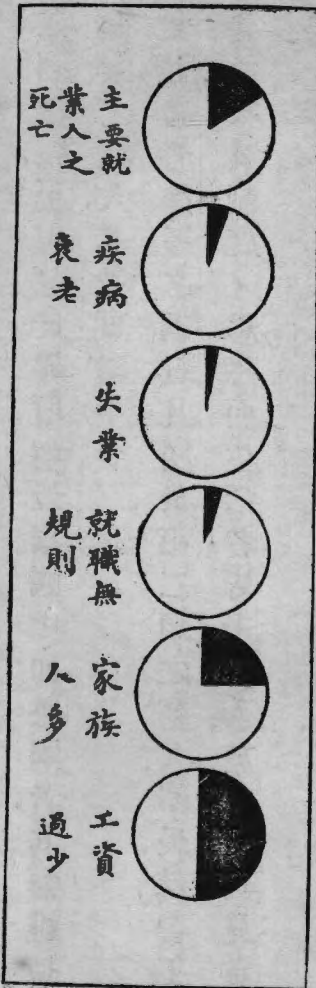 主要就
業人之
死亡
疾病
衰老
失業
就職無
規則
家族
人多
工資
過少